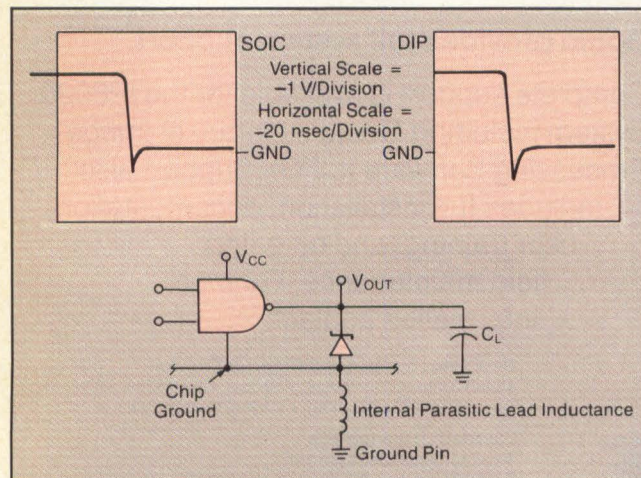 SOIC
DIP
Vertical Scale =
–1 V/Division
Horizontal Scale =
–20 nsec/Division
GND
GND
VCC
VOUT
CL
Chip
Ground
Internal Parasitic Lead Inductance
Ground Pin